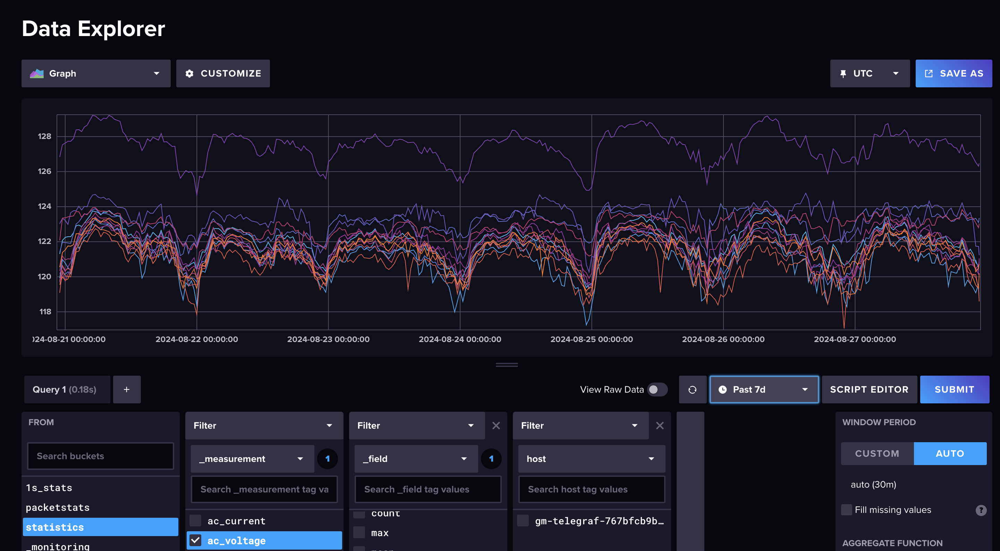 Data Explorer
Graph
CUSTOMIZE
UTC
SAVE AS
128
126
124
122
120
118
24-08-21 00:00:00
2024-08-22 00:00:00
2024-08-23 00:00:00
2024-08-24 00:00:00
2024-08-25 00:00:00
2024-08-26 00:00:00
2024-08-27 00:00:00
Query 1 (0.18s)
+
View Raw Data
Past 7d
SCRIPT EDITOR
SUBMIT
FROM
Search buckets
1s_stats
packetstats
statistics
_monitoring
Filter
_measurement
1
Search _measurement tag va
ac_current
ac_voltage
Filter
_field
1
Search _field tag values
count
max
Filter
host
Search host tag values
gm-telegraf-767bfcb9b…
WINDOW PERIOD
CUSTOM
AUTO
auto (30m)
Fill missing values
?
AGGREGATE FUNCTION